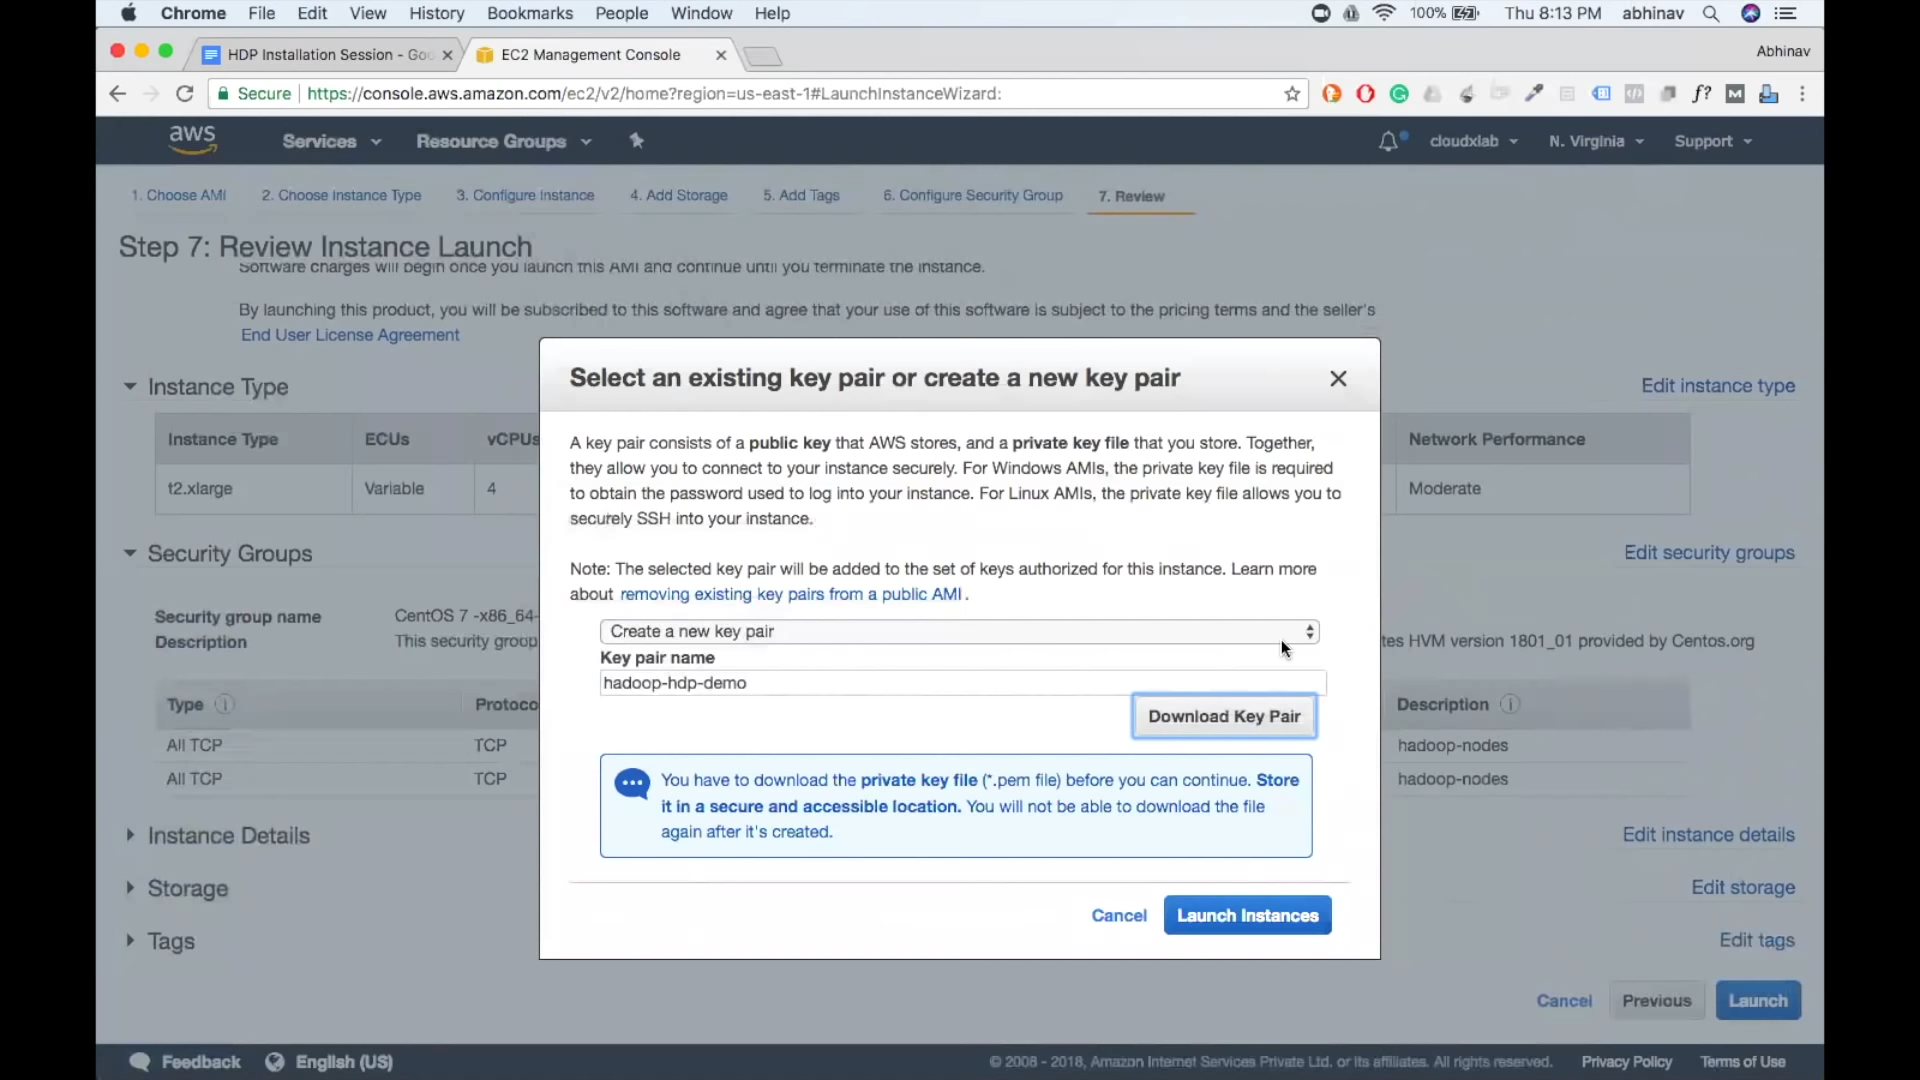 Chrome File Edit View History Bookmarks People Window Help 100% Thu 8:13 PM abhinav
HDP Installation Session - Goo EC2 Management Console Abhinav
Secure https://console.aws.amazon.com/ec2/v2/home?region=us-east-1#LaunchInstanceWizard: f? M
aws Services Resource Groups cloudxlab N. Virginia Support
1. Choose AMI 2. Choose Instance Type 3. Configure Instance 4. Add Storage 5. Add Tags 6. Configure Security Group 7. Review
Step 7: Review Instance Launch
Software charges will begin once you launch this AMI and continue until you terminate the instance.
By launching this product, you will be subscribed to this software and agree that your use of this software is subject to the pricing terms and the seller's
End User License Agreement
Select an existing key pair or create a new key pair
Instance Type Edit instance type
Instance Type ECUs vCPUs Network Performance
t2.xlarge Variable 4 Moderate
A key pair consists of a public key that AWS stores, and a private key file that you store. Together,
they allow you to connect to your instance securely. For Windows AMIs, the private key file is required
to obtain the password used to log into your instance. For Linux AMIs, the private key file allows you to
securely SSH into your instance.
Security Groups Edit security groups
Note: The selected key pair will be added to the set of keys authorized for this instance. Learn more
about removing existing key pairs from a public AMI .
Security group name CentOS 7 -x86_64-
Description This security group tes HVM version 1801_01 provided by Centos.org
Create a new key pair
Key pair name
hadoop-hdp-demo
Download Key Pair
Type Protoco Description
All TCP TCP hadoop-nodes
All TCP TCP hadoop-nodes
You have to download the private key file (*.pem file) before you can continue. Store
it in a secure and accessible location. You will not be able to download the file
again after it's created.
Instance Details Edit instance details
Storage Edit storage
Cancel Launch Instances
Tags Edit tags
Cancel Previous Launch
Feedback English (US) © 2008 - 2018, Amazon Internet Services Private Ltd. or its affiliates. All rights reserved. Privacy Policy Terms of Use